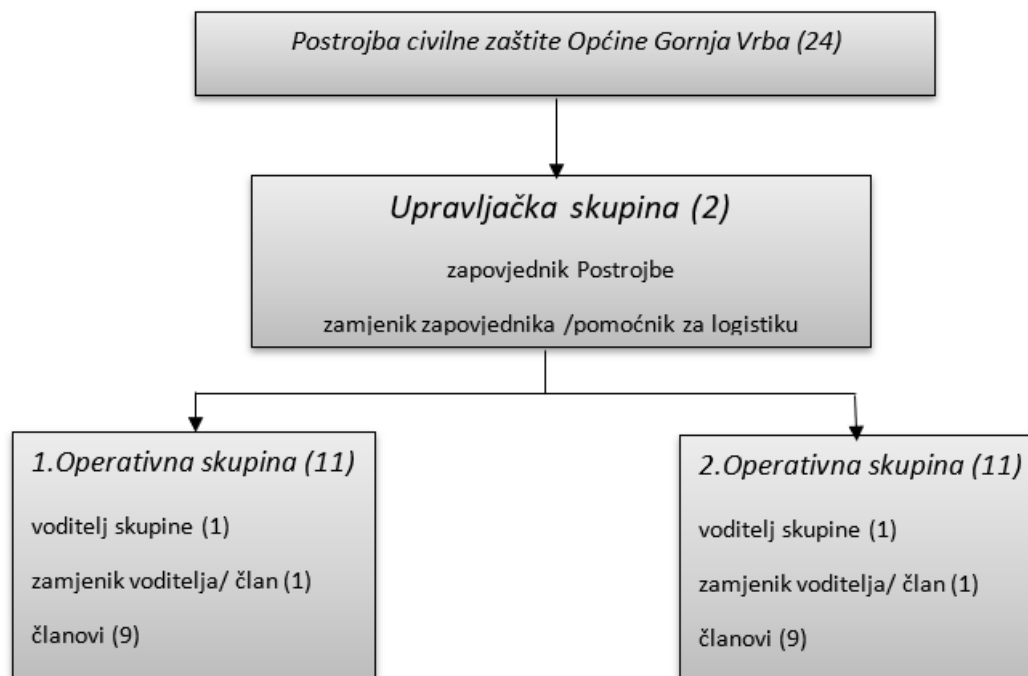 Postrojba civilne zaštite Općine Gornja Vrba (24)
Upravljačka skupina (2)
zapovjednik Postrojbe
zamjenik zapovjednika /pomoćnik za logistiku
1.Operativna skupina (11)
voditelj skupine (1)
zamjenik voditelja/ član (1)
članovi (9)
2.Operativna skupina (11)
voditelj skupine (1)
zamjenik voditelja/ član (1)
članovi (9)